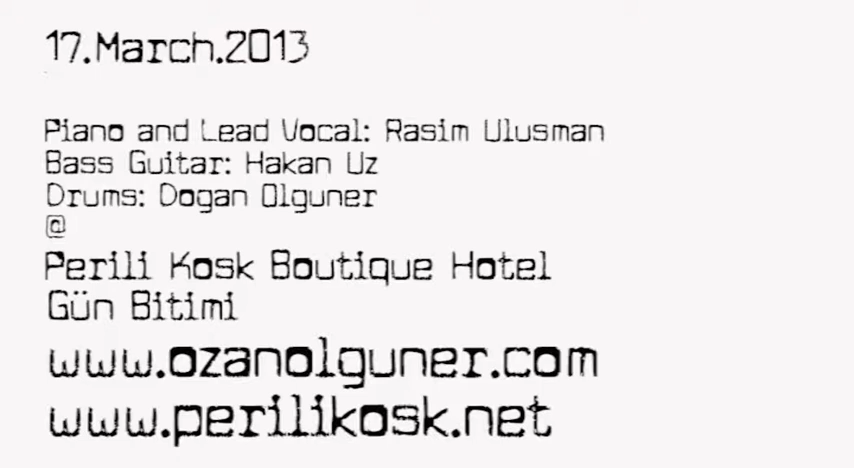 17.March.2013
Piano and Lead Vocal: Rasim Ulusman
Bass Guitar: Hakan Uz
Drums: Dogan Olguner
@
Perili Kosk Boutique Hotel
Gün Bitimi
www.ozanolguner.com
www.perilikosk.net